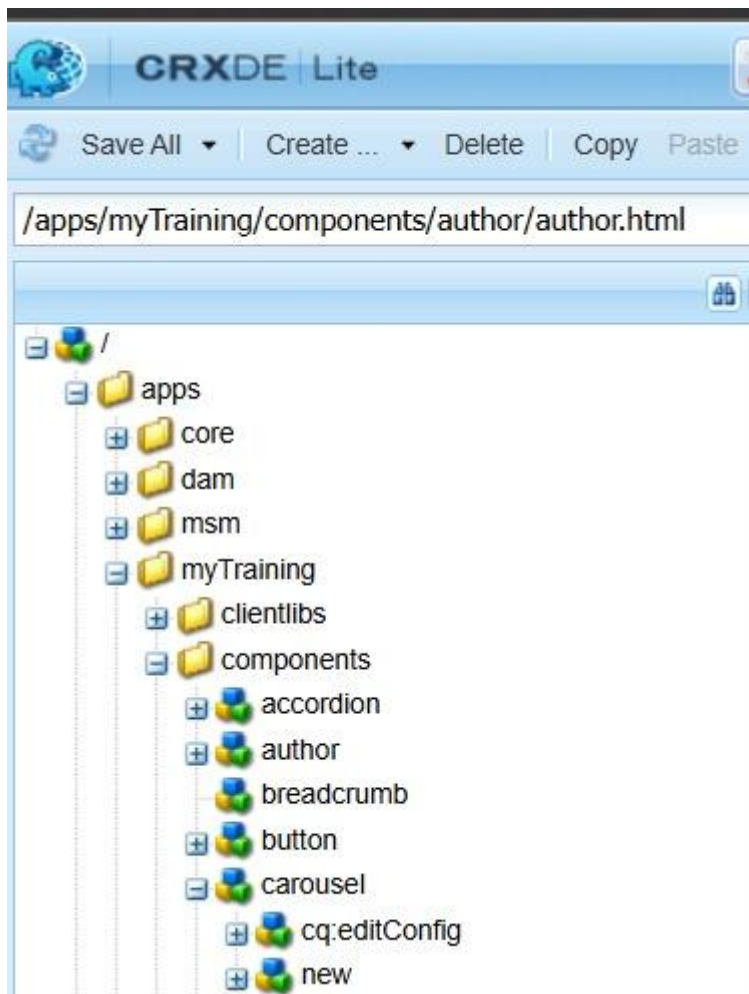 CRXDE Lite
Save All Create ... Delete Copy Paste
/apps/myTraining/components/author/author.html
/
apps
core
dam
msm
myTraining
clientlibs
components
accordion
author
breadcrumb
button
carousel
cq:editConfig
new